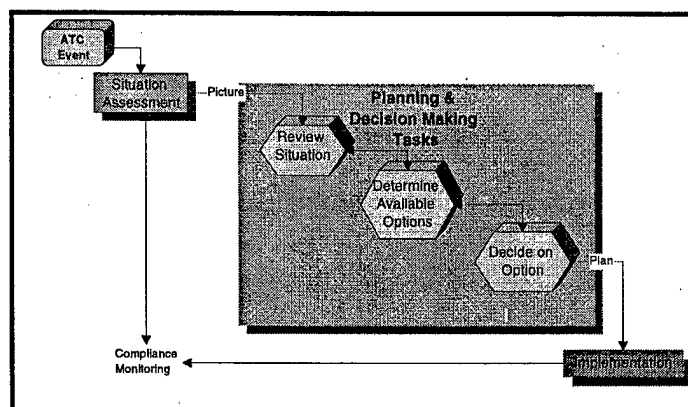 ATC
Event
Situation
Assessment
Picture
Planning &
Decision Making
Tasks
Review
Situation
Determine
Available
Options
Decide on
Option
Plan
Compliance
Monitoring
Implementation